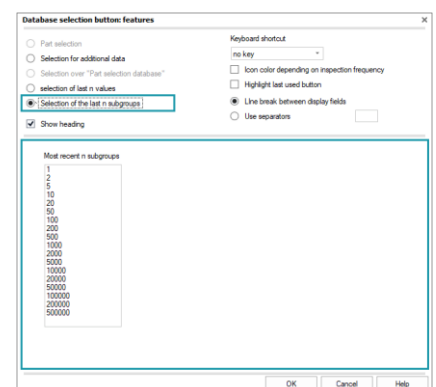 Database selection button: features
Part selection
Selection for additional data
Selection over "Part selection database"
selection of last n values
Selection of the last n subgroups
Show heading
Keyboard shortcut
no key
Icon color depending on inspection frequency
Highlight last used button
Line break between display fields
Use separators
Most recent n subgroups
1
2
5
10
20
50
100
200
500
1000
2000
5000
10000
20000
50000
100000
200000
500000
OK
Cancel
Help